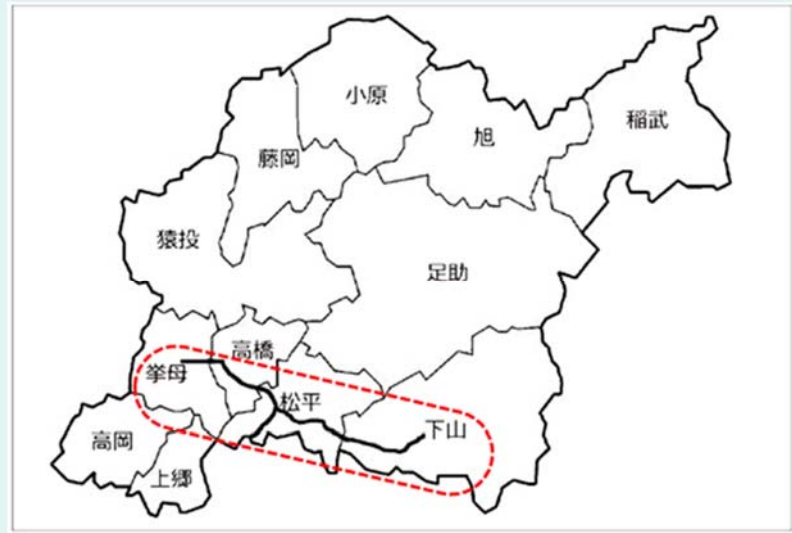 小原
旭
稲武
藤岡
猿投
足助
高橋
挙母
松平
下山
高岡
上郷